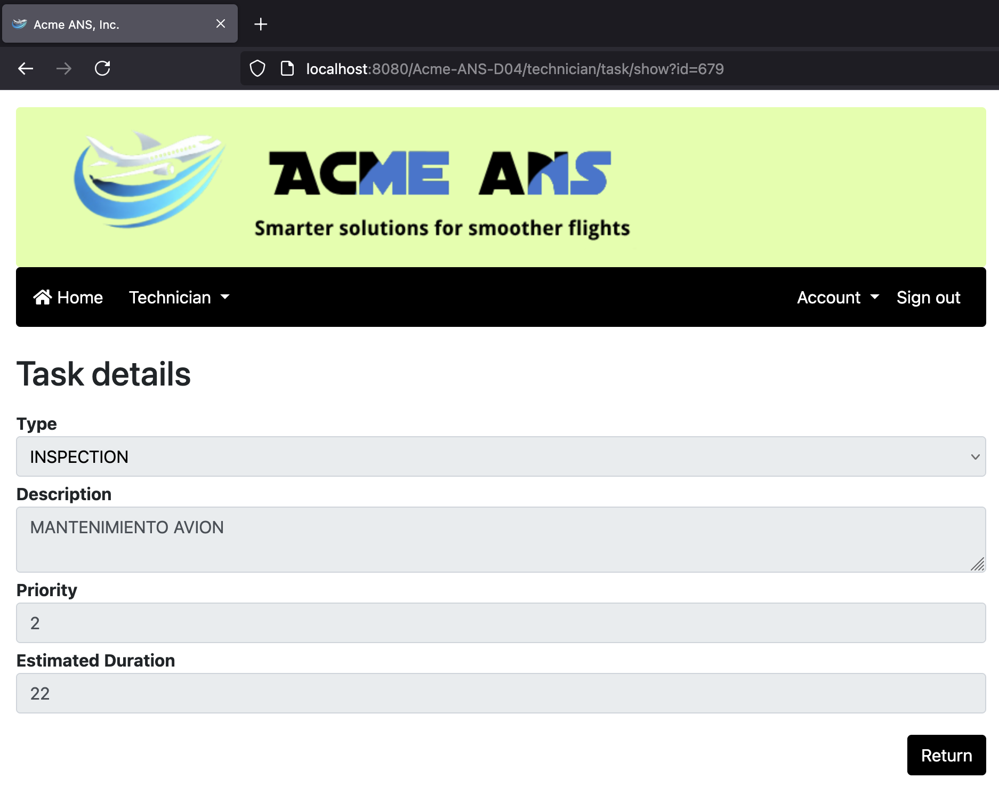 Acme ANS, Inc.
localhost:8080/Acme-ANS-D04/technician/task/show?id=679
ACME ANS
Smarter solutions for smoother flights
Home Technician Account Sign out
Task details
Type
INSPECTION
Description
MANTENIMIENTO AVION
Priority
2
Estimated Duration
22
Return